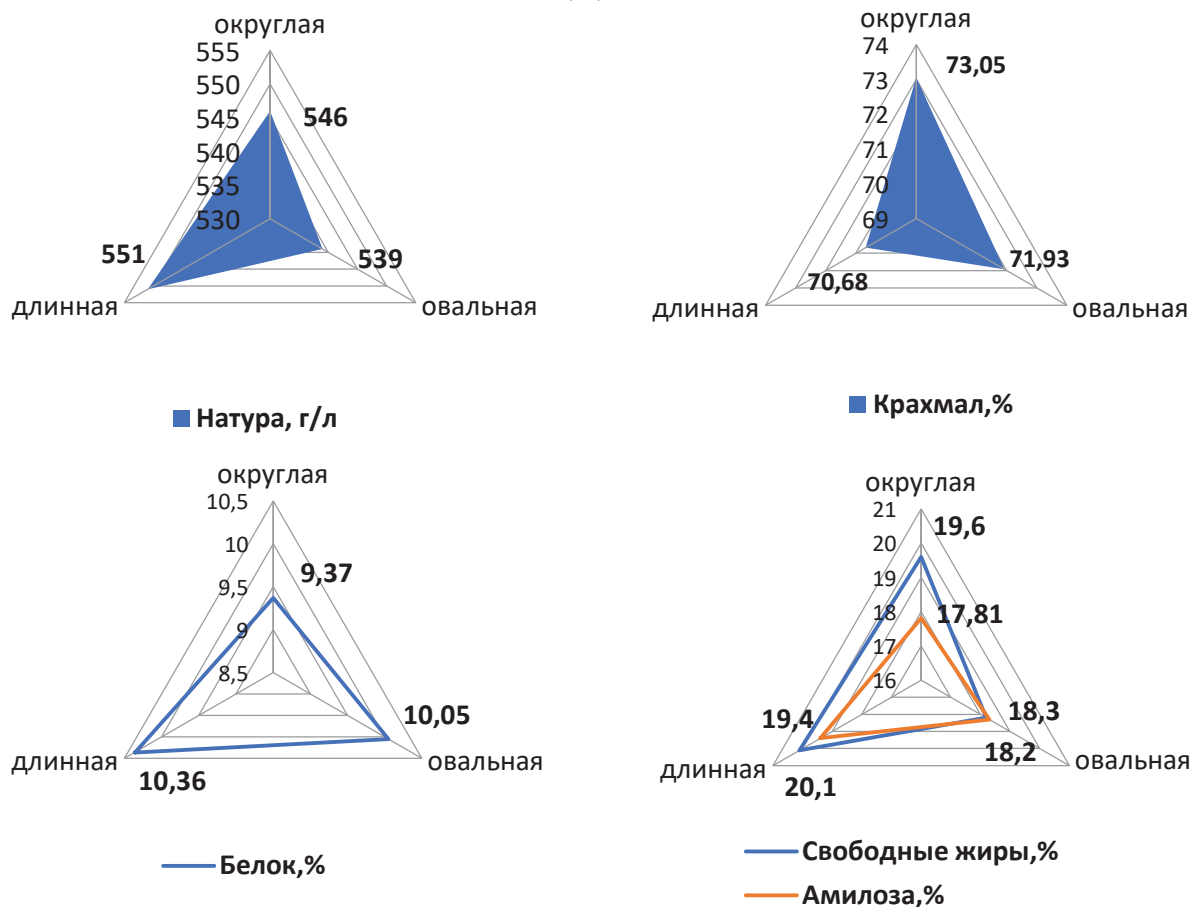 округлая
555
550
546
545
540
535
530
551
539
длинная
овальная
Натура, г/л
округлая
74
73,05
73
72
71
70
69
71,93
70,68
длинная
овальная
Крахмал,%
округлая
10,5
10
9,37
9,5
9
8,5
10,05
длинная
овальная
10,36
Белок,%
округлая
21
19,6
20
19
18
17,81
17
16
19,4
18,3
18,2
длинная
овальная
20,1
Свободные жиры,%
Амилоза,%